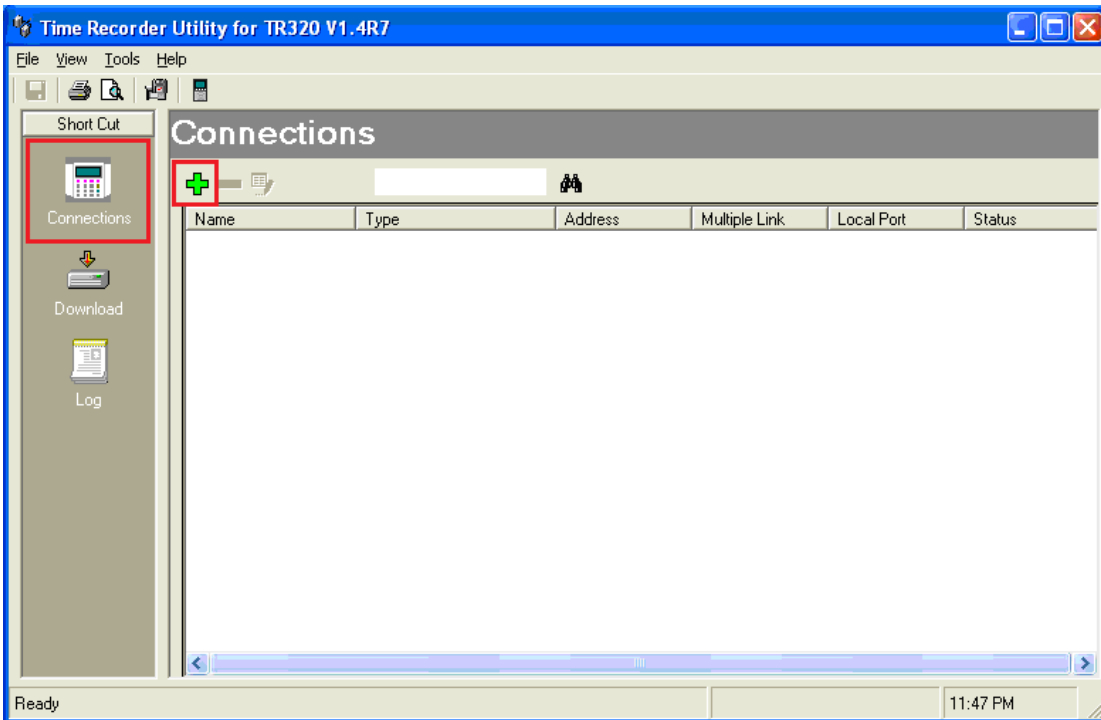 Time Recorder Utility for TR320 V1.4R7
File View Tools Help
Short Cut
Connections
Connections
Name Type Address Multiple Link Local Port Status
Download
Log
Ready 11:47 PM